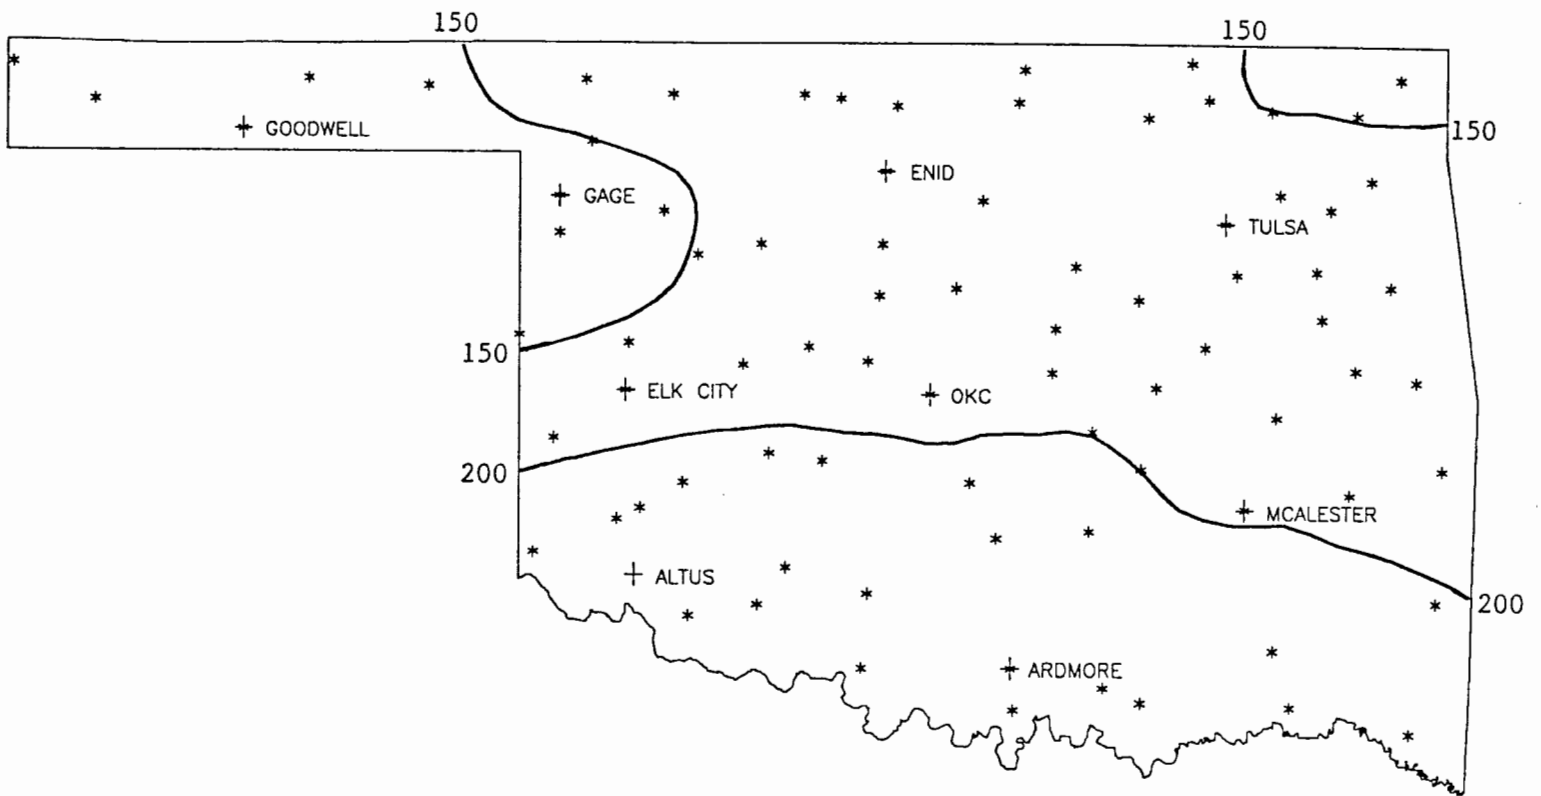 150
150
GOODWELL
150
ENID
GAGE
TULSA
150
ELK CITY
OKC
200
MCALESTER
ALTUS
200
ARDMORE